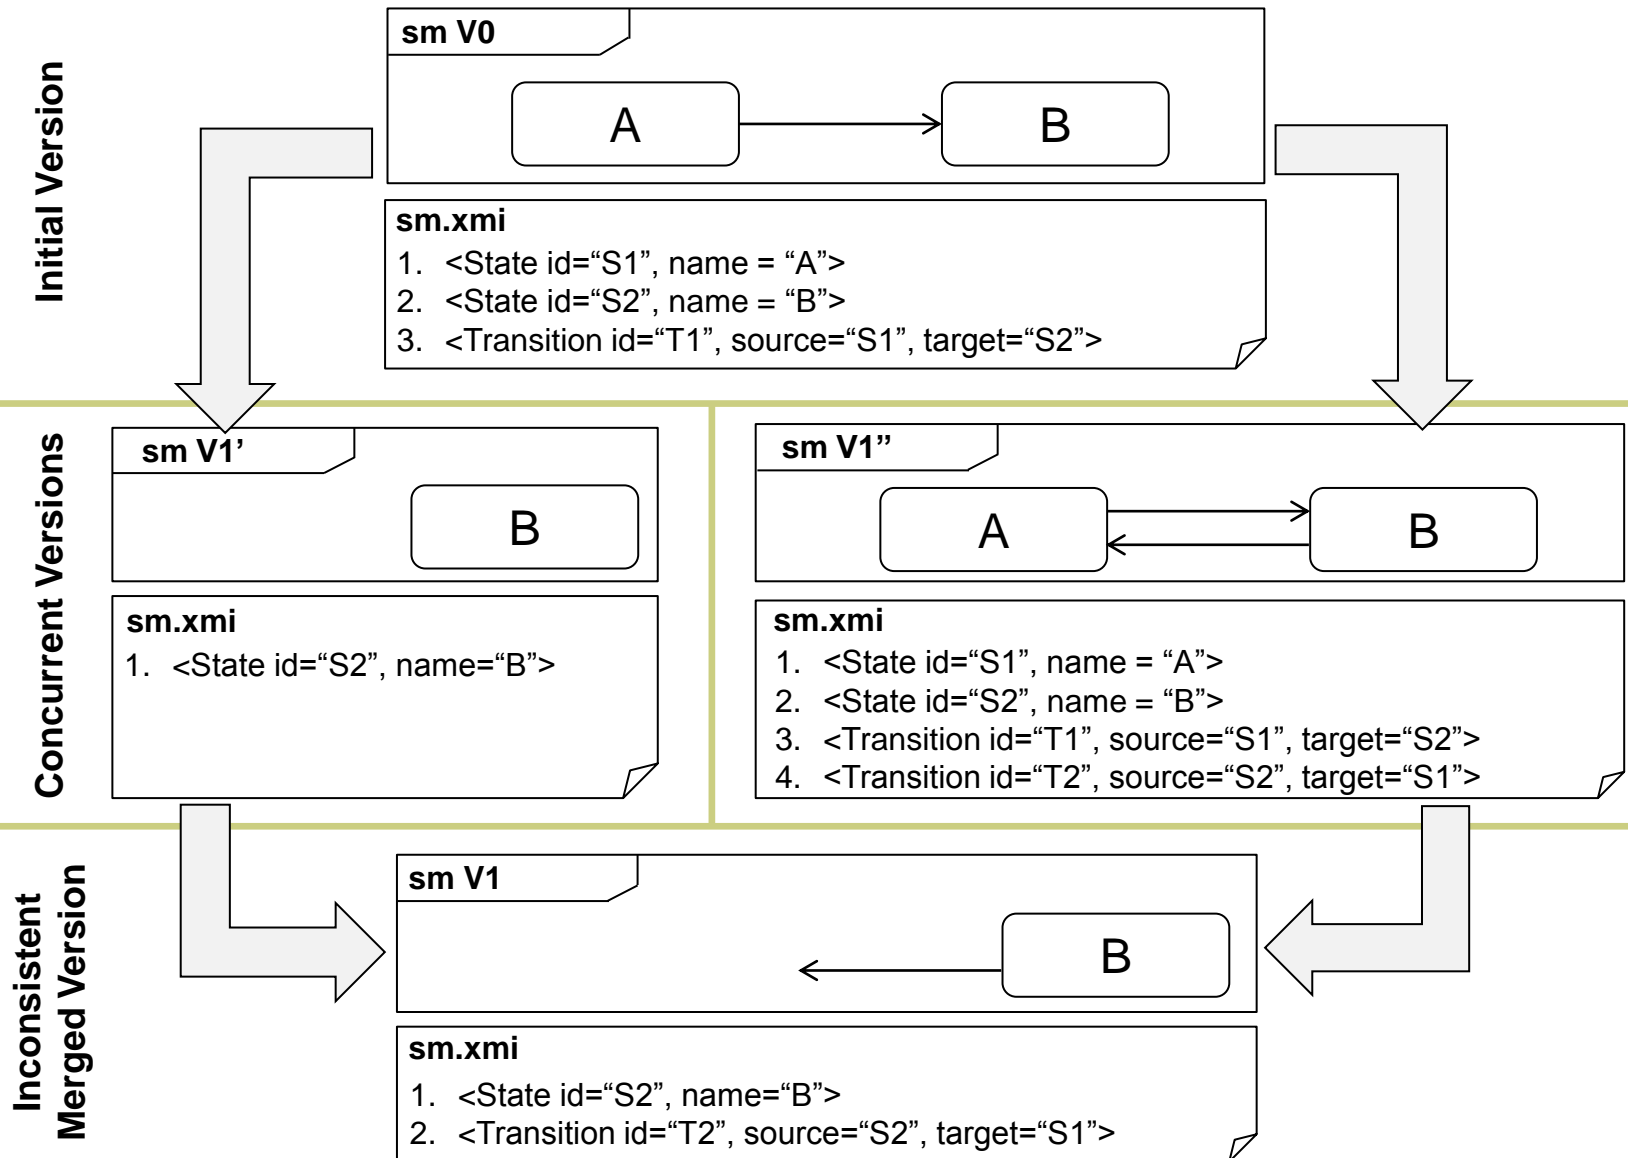 Initial Version
sm V0
A
B
sm.xmi
1. <State id=“S1”, name = “A”>
2. <State id=“S2”, name = “B”>
3. <Transition id=“T1”, source=“S1”, target=“S2”>
Concurrent Versions
sm V1’
B
sm.xmi
1. <State id=“S2”, name=“B”>
sm V1’’
A
B
sm.xmi
1. <State id=“S1”, name = “A”>
2. <State id=“S2”, name = “B”>
3. <Transition id=“T1”, source=“S1”, target=“S2”>
4. <Transition id=“T2”, source=“S2”, target=“S1”>
Inconsistent
Merged Version
sm V1
B
sm.xmi
1. <State id=“S2”, name=“B”>
2. <Transition id=“T2”, source=“S2”, target=“S1”>